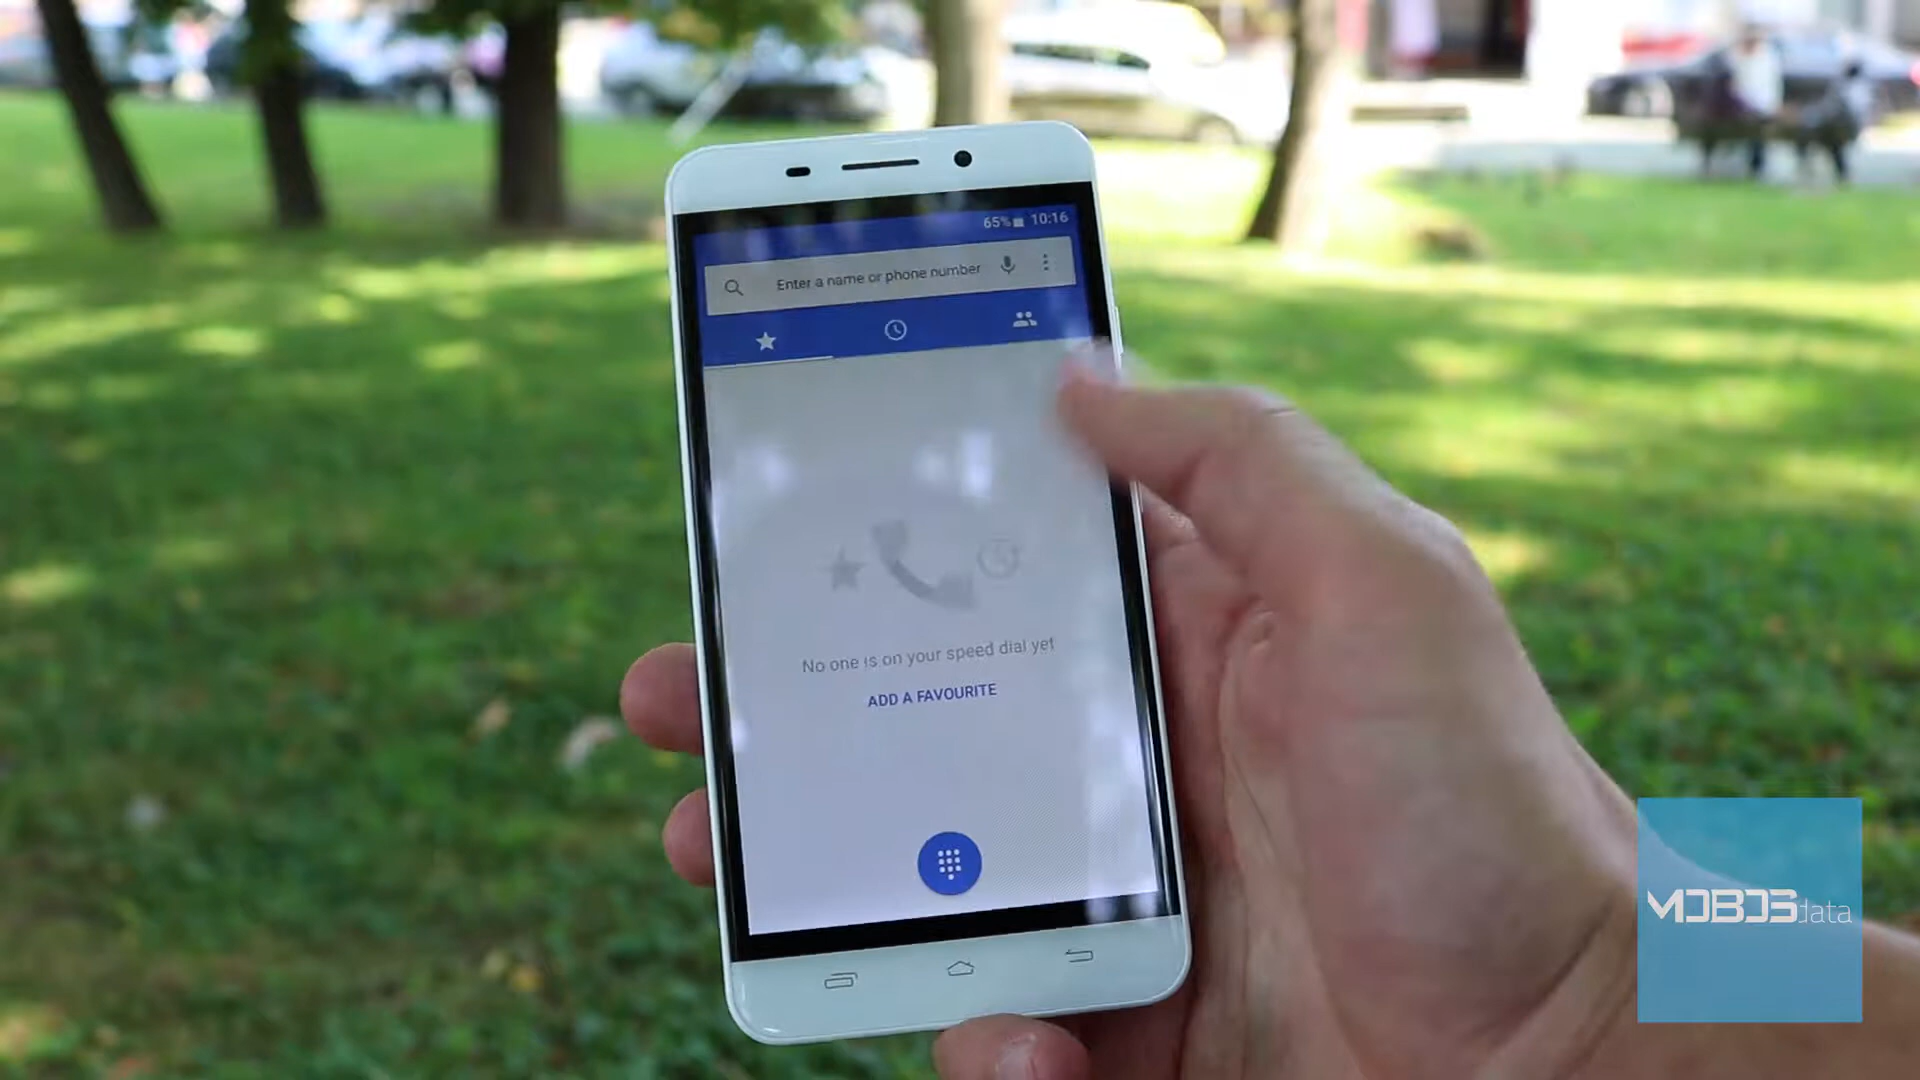 65% 10:16
Enter a name or phone number
No one is on your speed dial yet
ADD A FAVOURITE
MOBOSdata